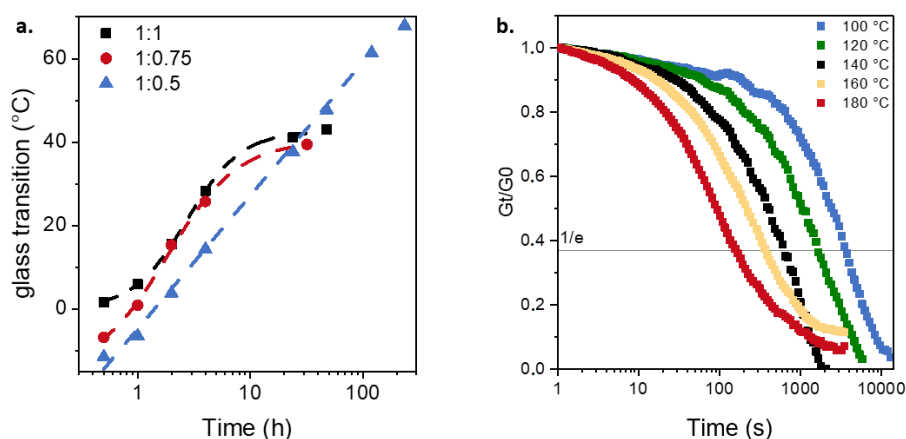 a.
1:1
1:0.75
1:0.5
60
40
20
0
glass transition (°C)
1
10
100
Time (h)
b.
100 °C
120 °C
140 °C
160 °C
180 °C
1.0
0.8
0.6
0.4
0.2
0.0
Gt/G0
1/e
1
10
100
1000
10000
Time (s)